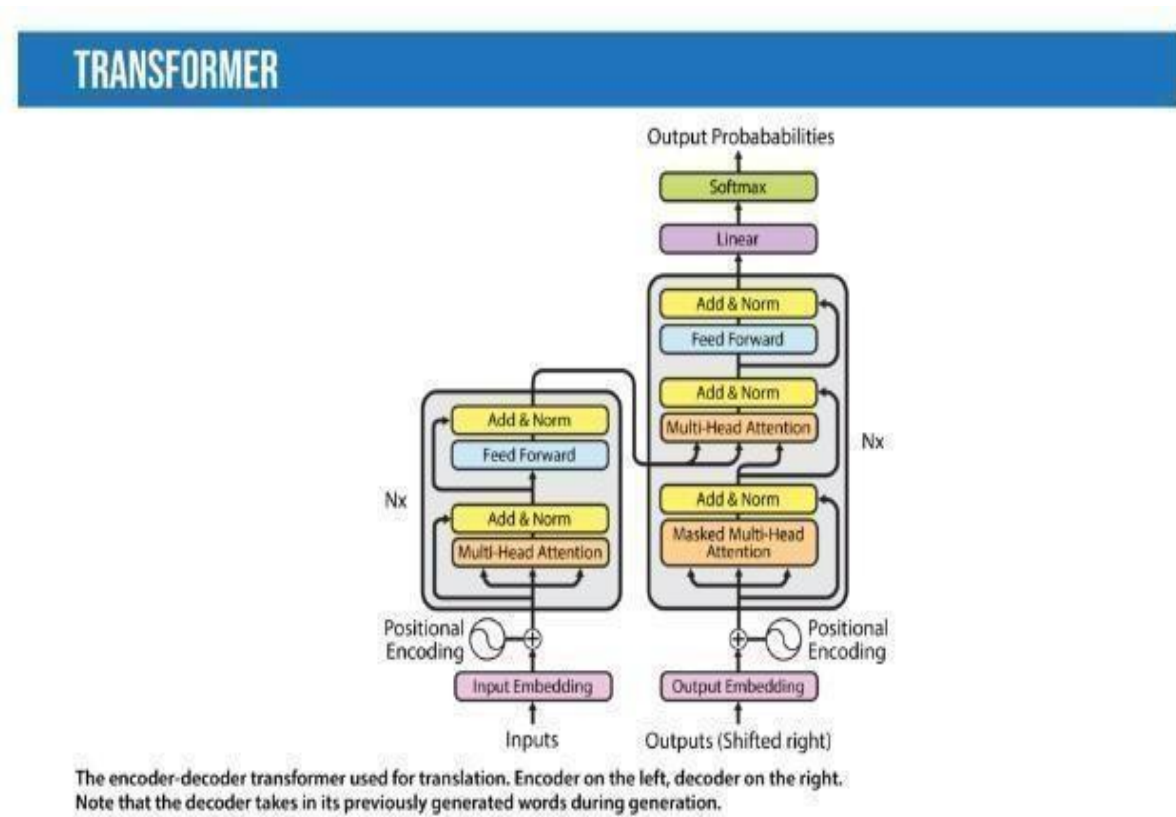 TRANSFORMER
Output Probababilities
Softmax
Linear
Add & Norm
Feed Forward
Add & Norm
Multi-Head Attention
Nx
Add & Norm
Masked Multi-Head
Attention
Positional
Encoding
Output Embedding
Outputs (Shifted right)
Add & Norm
Feed Forward
Nx
Add & Norm
Multi-Head Attention
Positional
Encoding
Input Embedding
Inputs
The encoder-decoder transformer used for translation. Encoder on the left, decoder on the right.
Note that the decoder takes in its previously generated words during generation.